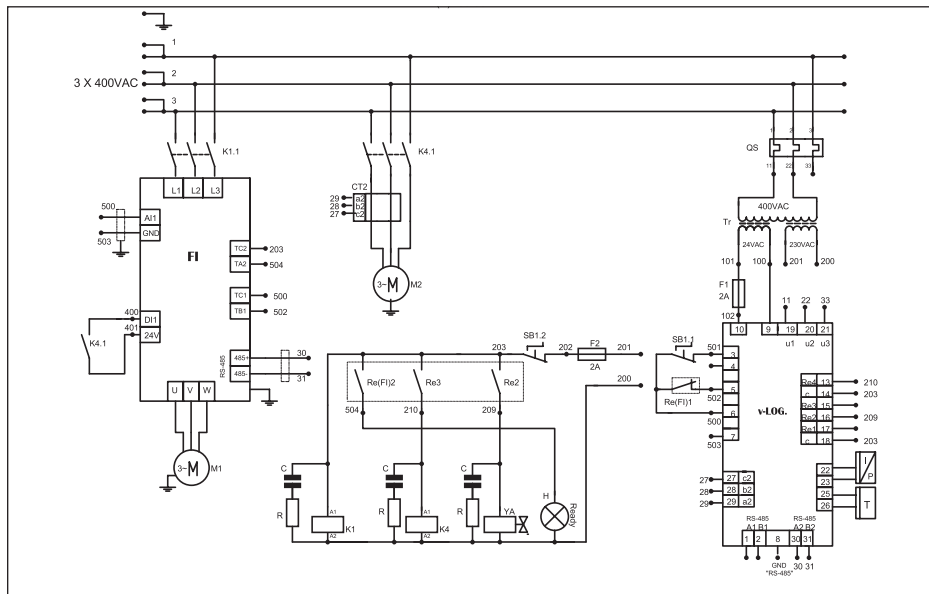 1
2
3 X 400VAC
3
K1.1
K4.1
1 2 3
QS
11 22 33
L1 L2 L3
CT2
29 a2
28 b2
27 c2
400VAC
Tr
24VAC 230VAC
500
AI1
503
GND
FI
TC2 203
TA2 504
TC1 500
TB1 502
3~ M M2
101 100 201 200
F1
2A
102
11 22 33
400
DI1
401
24V
K4.1
RS-485
485+ 30
485- 31
U V W
3~ M M1
203
SB1.2
202
F2
2A
201
200
Re(FI)2 Re3 Re2
504 210 209
SB1.1
501
Re(FI)1
502
500
503
10 9 19 20 21
u1 u2 u3
3
4
5
6
7
v-LOG.
Re4 13 210
c 14 203
Re3 15
Re2 16 209
Re1 17
c 18 203
22
23
I/P
25
26
T
27 27 c2
28 28 b2
29 29 a2
RS-485
A1 B1
RS-485
A2 B2
1 2 8 30 31
GND
"RS-485"
30 31
C
R
A1
K1
A2
C
R
A1
K4
A2
C
R
YA
H
Ready